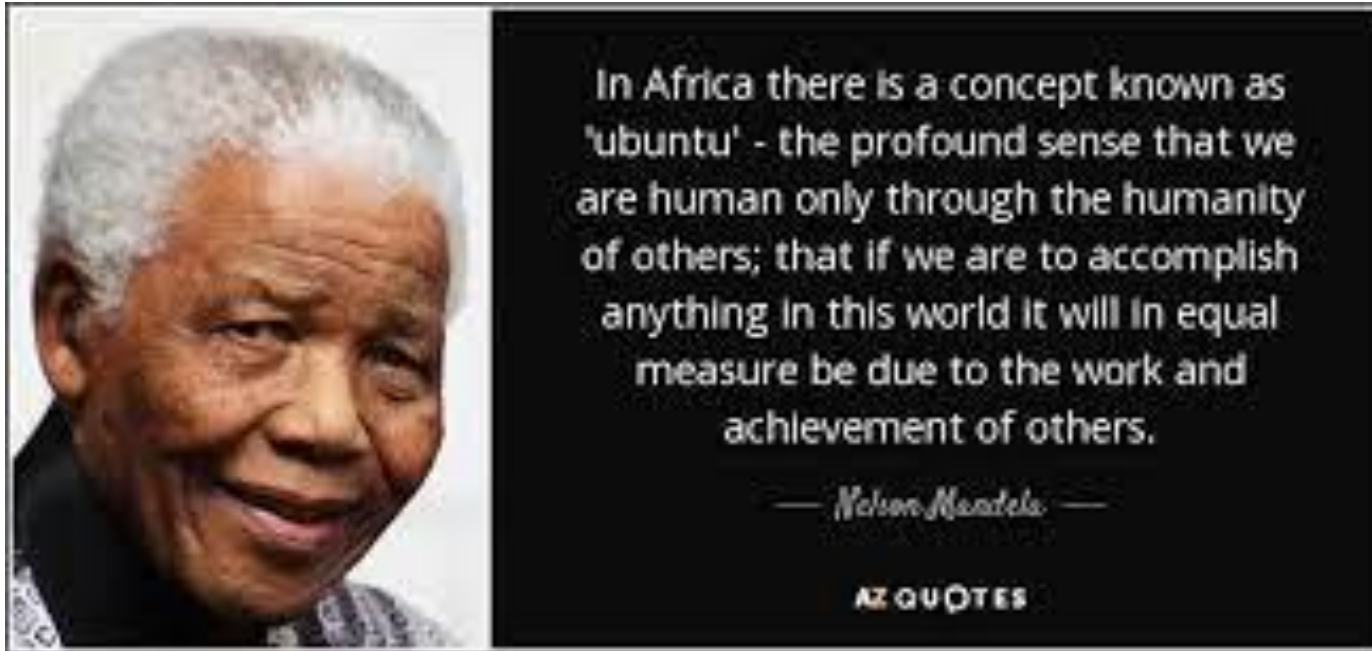 In Africa there is a concept known as
'ubuntu' - the profound sense that we
are human only through the humanity
of others; that if we are to accomplish
anything in this world it will in equal
measure be due to the work and
achievement of others.
— Nelson Mandela —
AZ QUOTES